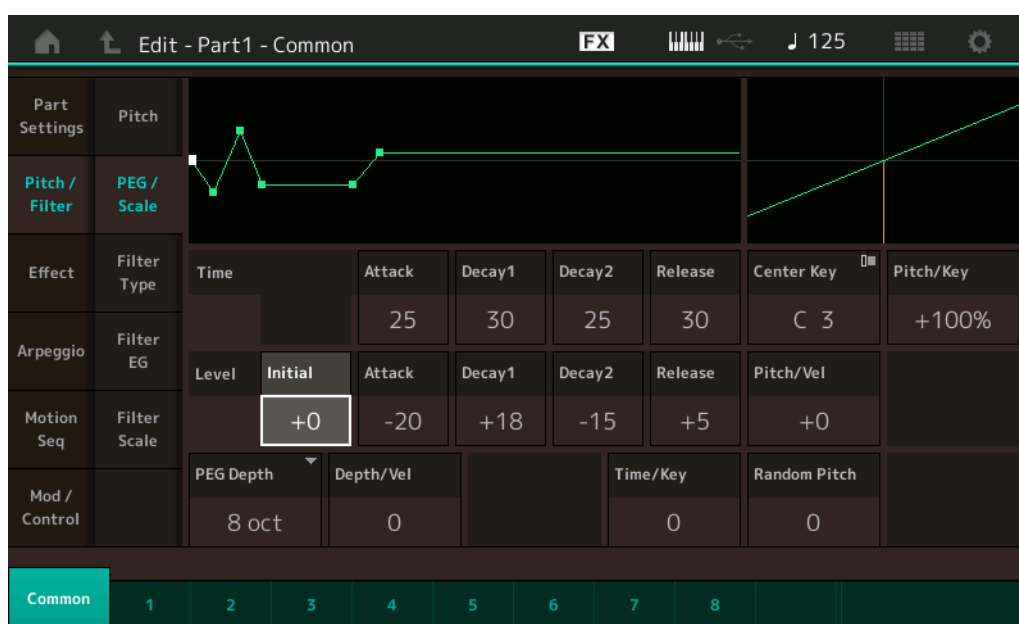 Edit - Part1 - Common
FX
125
Part
Settings
Pitch
Pitch /
Filter
PEG /
Scale
Effect
Filter
Type
Time
Attack
Decay1
Decay2
Release
Center Key
Pitch/Key
25
30
25
30
C 3
+100%
Arpeggio
Filter
EG
Level
Initial
Attack
Decay1
Decay2
Release
Pitch/Vel
+0
-20
+18
-15
+5
+0
Motion
Seq
Filter
Scale
PEG Depth
Depth/Vel
Time/Key
Random Pitch
8 oct
0
0
0
Mod /
Control
Common
1
2
3
4
5
6
7
8